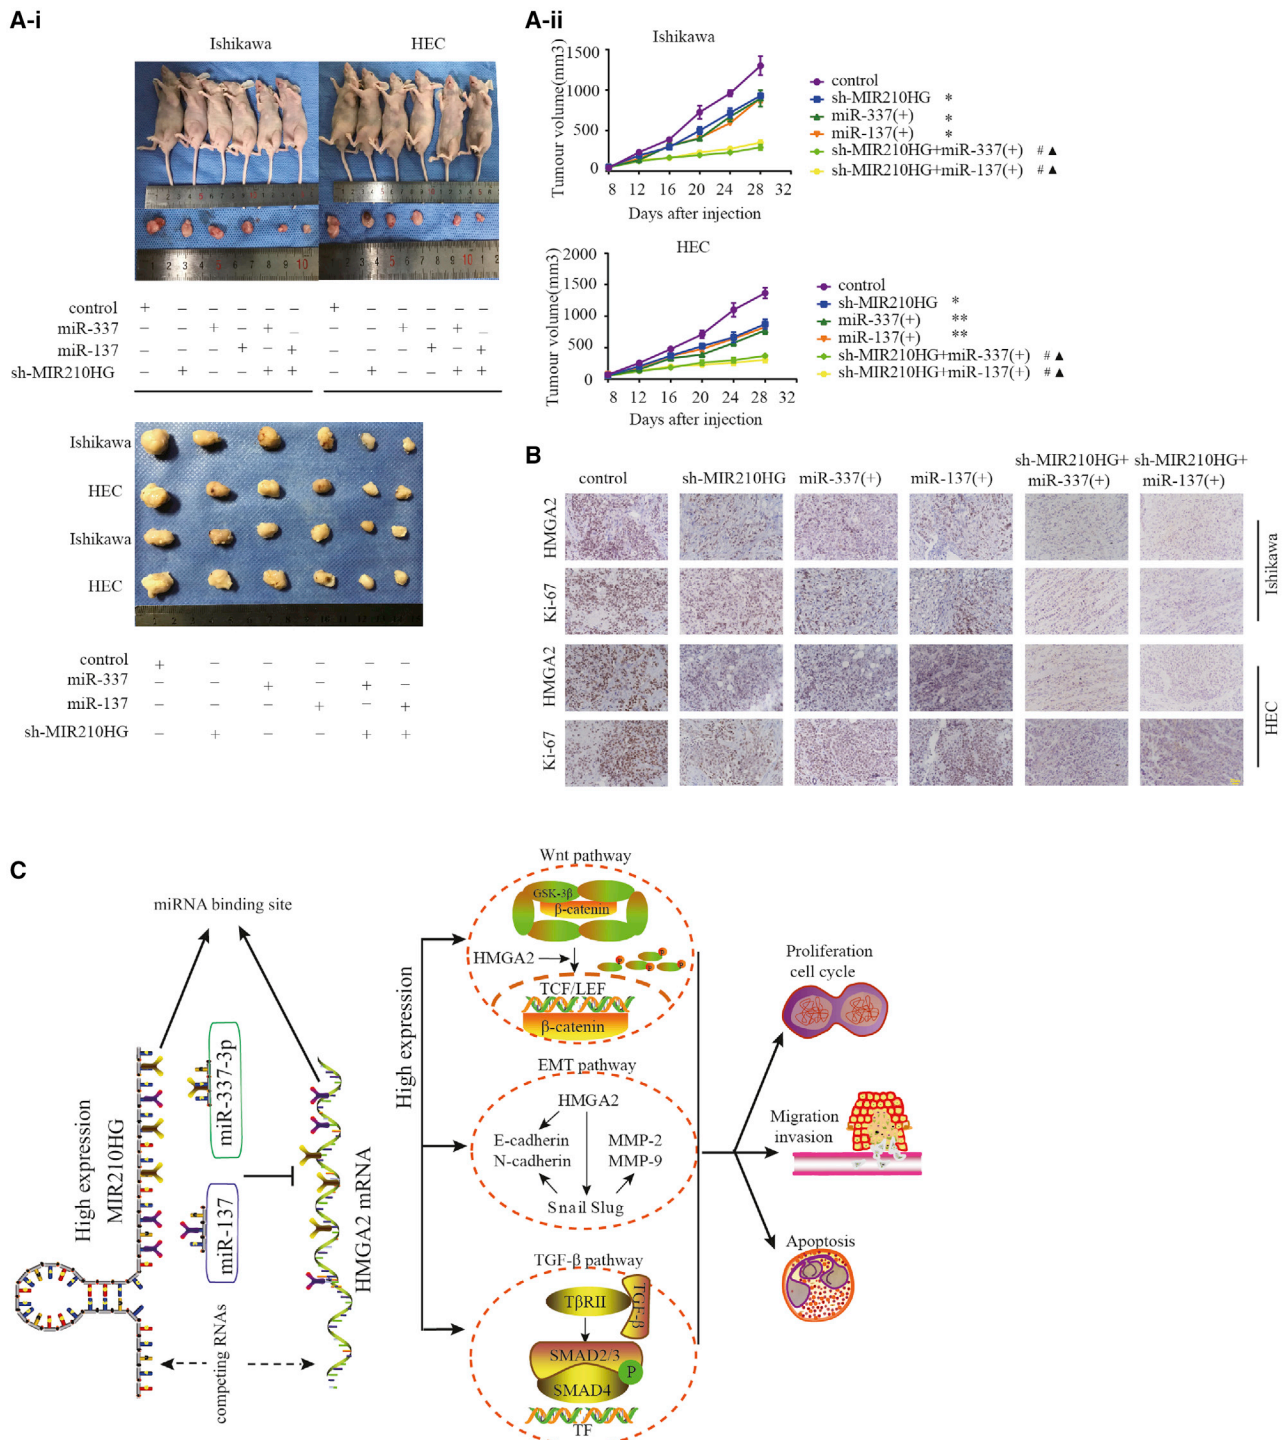 A-i
Ishikawa HEC
control + – – – – – + – – – – –
miR-337 – – + – + – – – + – + –
miR-137 – – – + – + – – – + – +
sh-MIR210HG – + – – + + – + – – + +
Ishikawa
HEC
Ishikawa
HEC
control + – – – – –
miR-337 – – + – + –
miR-137 – – – + – +
sh-MIR210HG – + – – + +
A-ii
Ishikawa
Tumour volume(mm3)
1500
1000
500
0
8 12 16 20 24 28 32
Days after injection
control
sh-MIR210HG *
miR-337(+) *
miR-137(+) *
sh-MIR210HG+miR-337(+) # ▲
sh-MIR210HG+miR-137(+) # ▲
HEC
Tumour volume(mm3)
2000
1500
1000
500
0
8 12 16 20 24 28 32
Days after injection
control
sh-MIR210HG *
miR-337(+) **
miR-137(+) **
sh-MIR210HG+miR-337(+) # ▲
sh-MIR210HG+miR-137(+) # ▲
B
control sh-MIR210HG miR-337(+) miR-137(+) sh-MIR210HG+ miR-337(+) sh-MIR210HG+ miR-137(+)
HMGA2
Ki-67
Ishikawa
HMGA2
Ki-67
HEC
C
miRNA binding site
High expression
MIR210HG
miR-337-3p
miR-137
HMGA2 mRNA
competing RNAs
High expression
Wnt pathway
GSK-3β
β-catenin
HMGA2
TCF/LEF
β-catenin
EMT pathway
HMGA2
E-cadherin MMP-2
N-cadherin MMP-9
Snail Slug
TGF-β pathway
TβRII
TGF-β
SMAD2/3
P
SMAD4
TF
Proliferation
cell cycle
Migration
invasion
Apoptosis